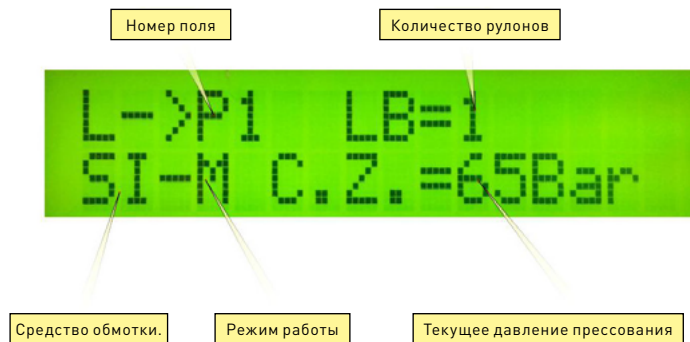 Номер поля Количество рулонов
L->P1 LB=1
SI-M C.Z.=65Bar
Средство обмотки. Режим работы Текущее давление прессования